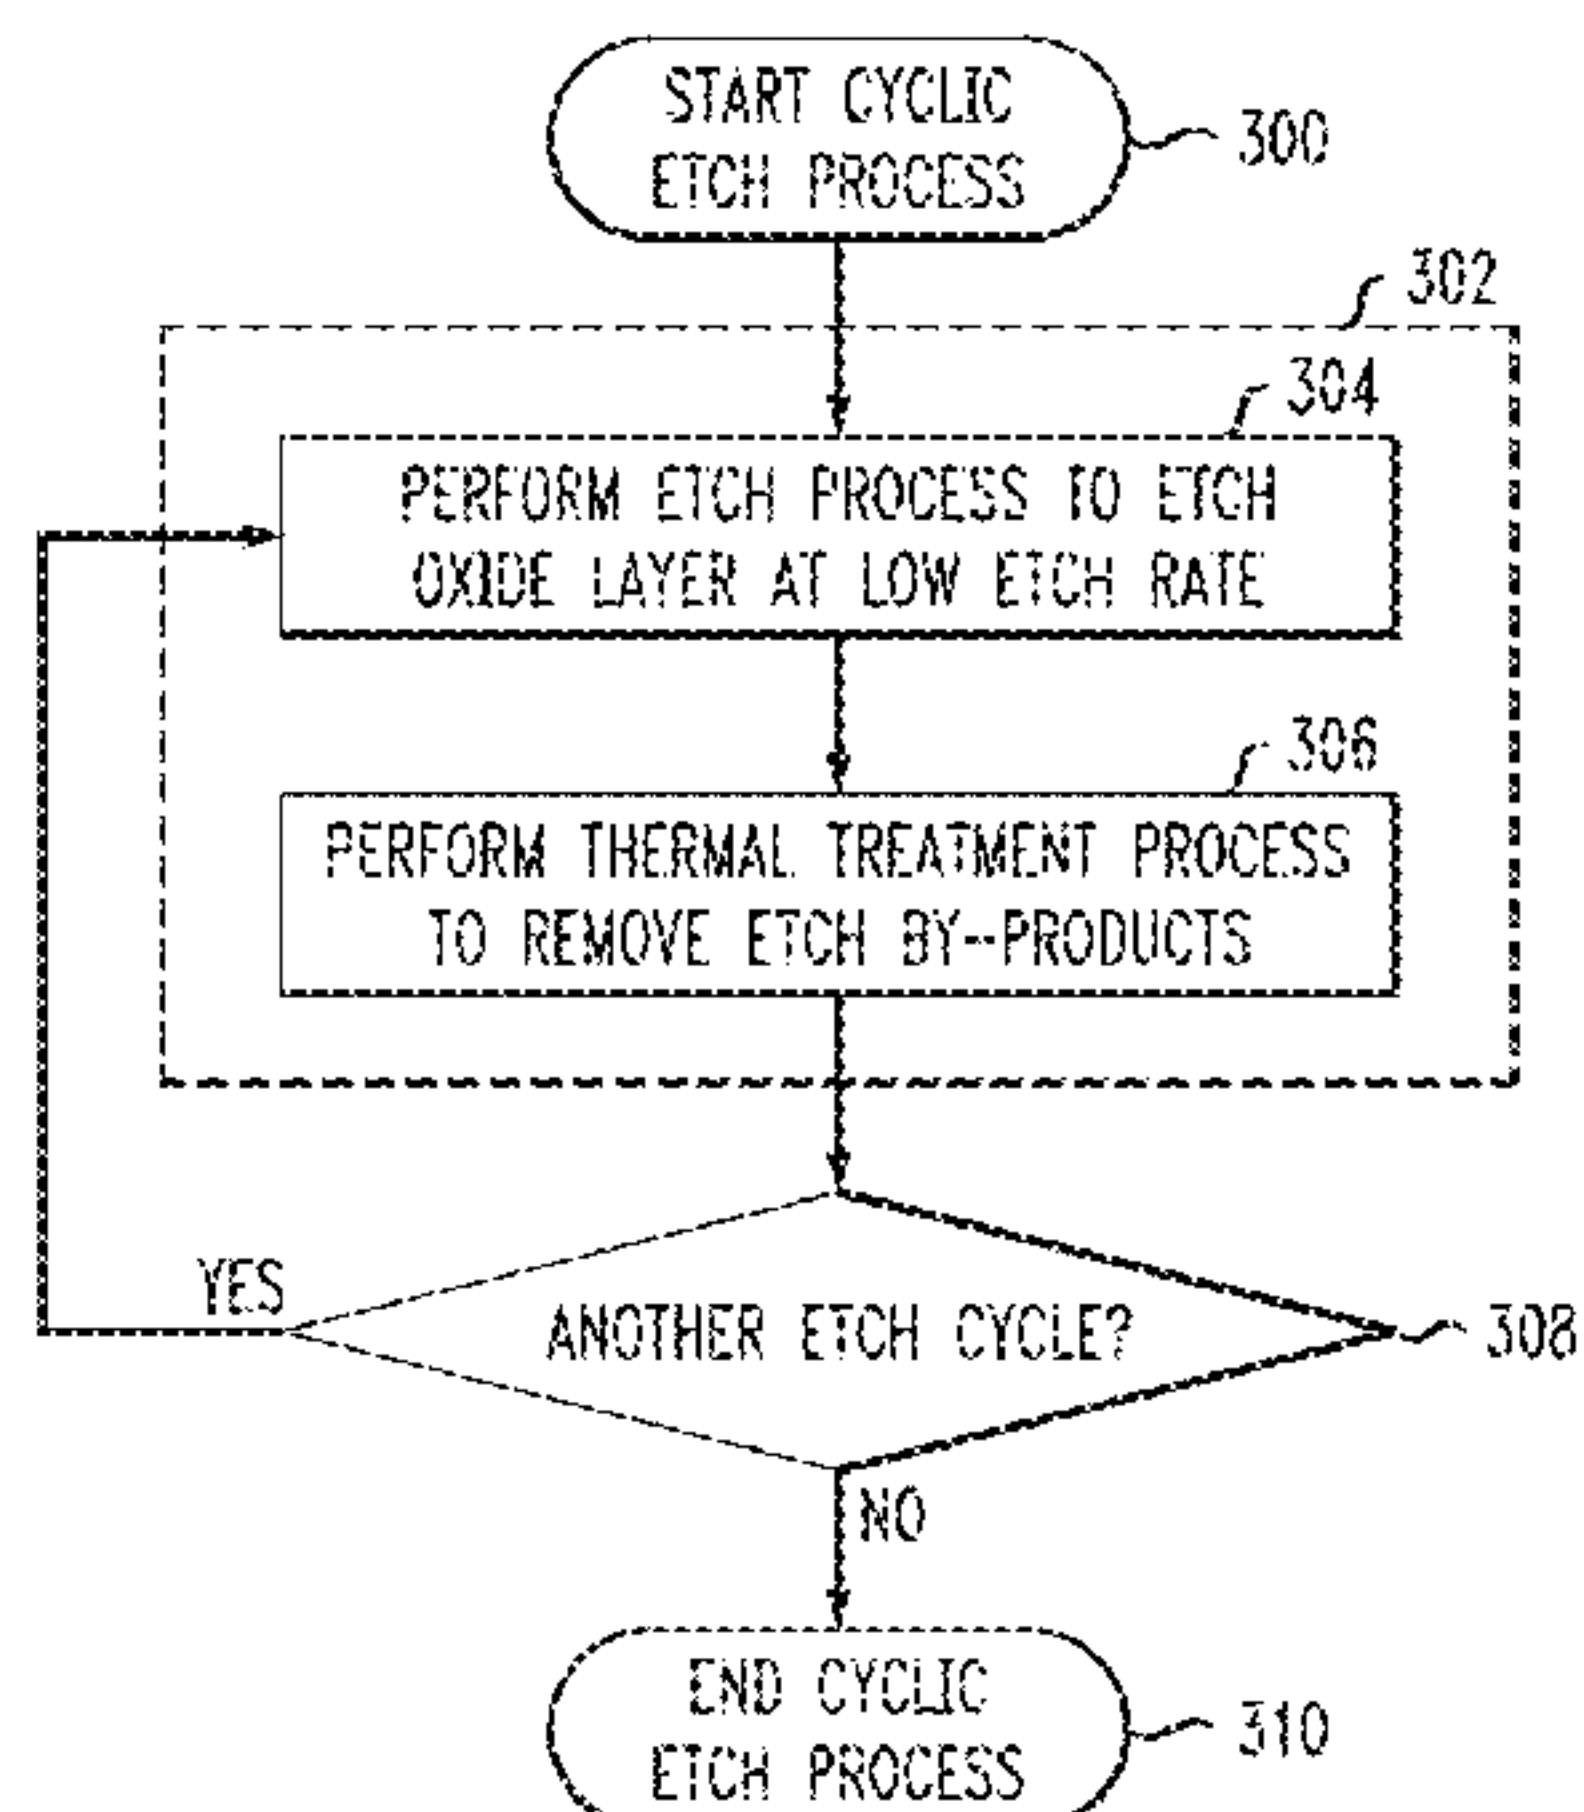 START CYCLIC
ETCH PROCESS
300
302
304
PERFORM ETCH PROCESS TO ETCH
OXIDE LAYER AT LOW ETCH RATE
306
PERFORM THERMAL TREATMENT PROCESS
TO REMOVE ETCH BY-PRODUCTS
YES
ANOTHER ETCH CYCLE?
308
NO
END CYCLIC
ETCH PROCESS
310